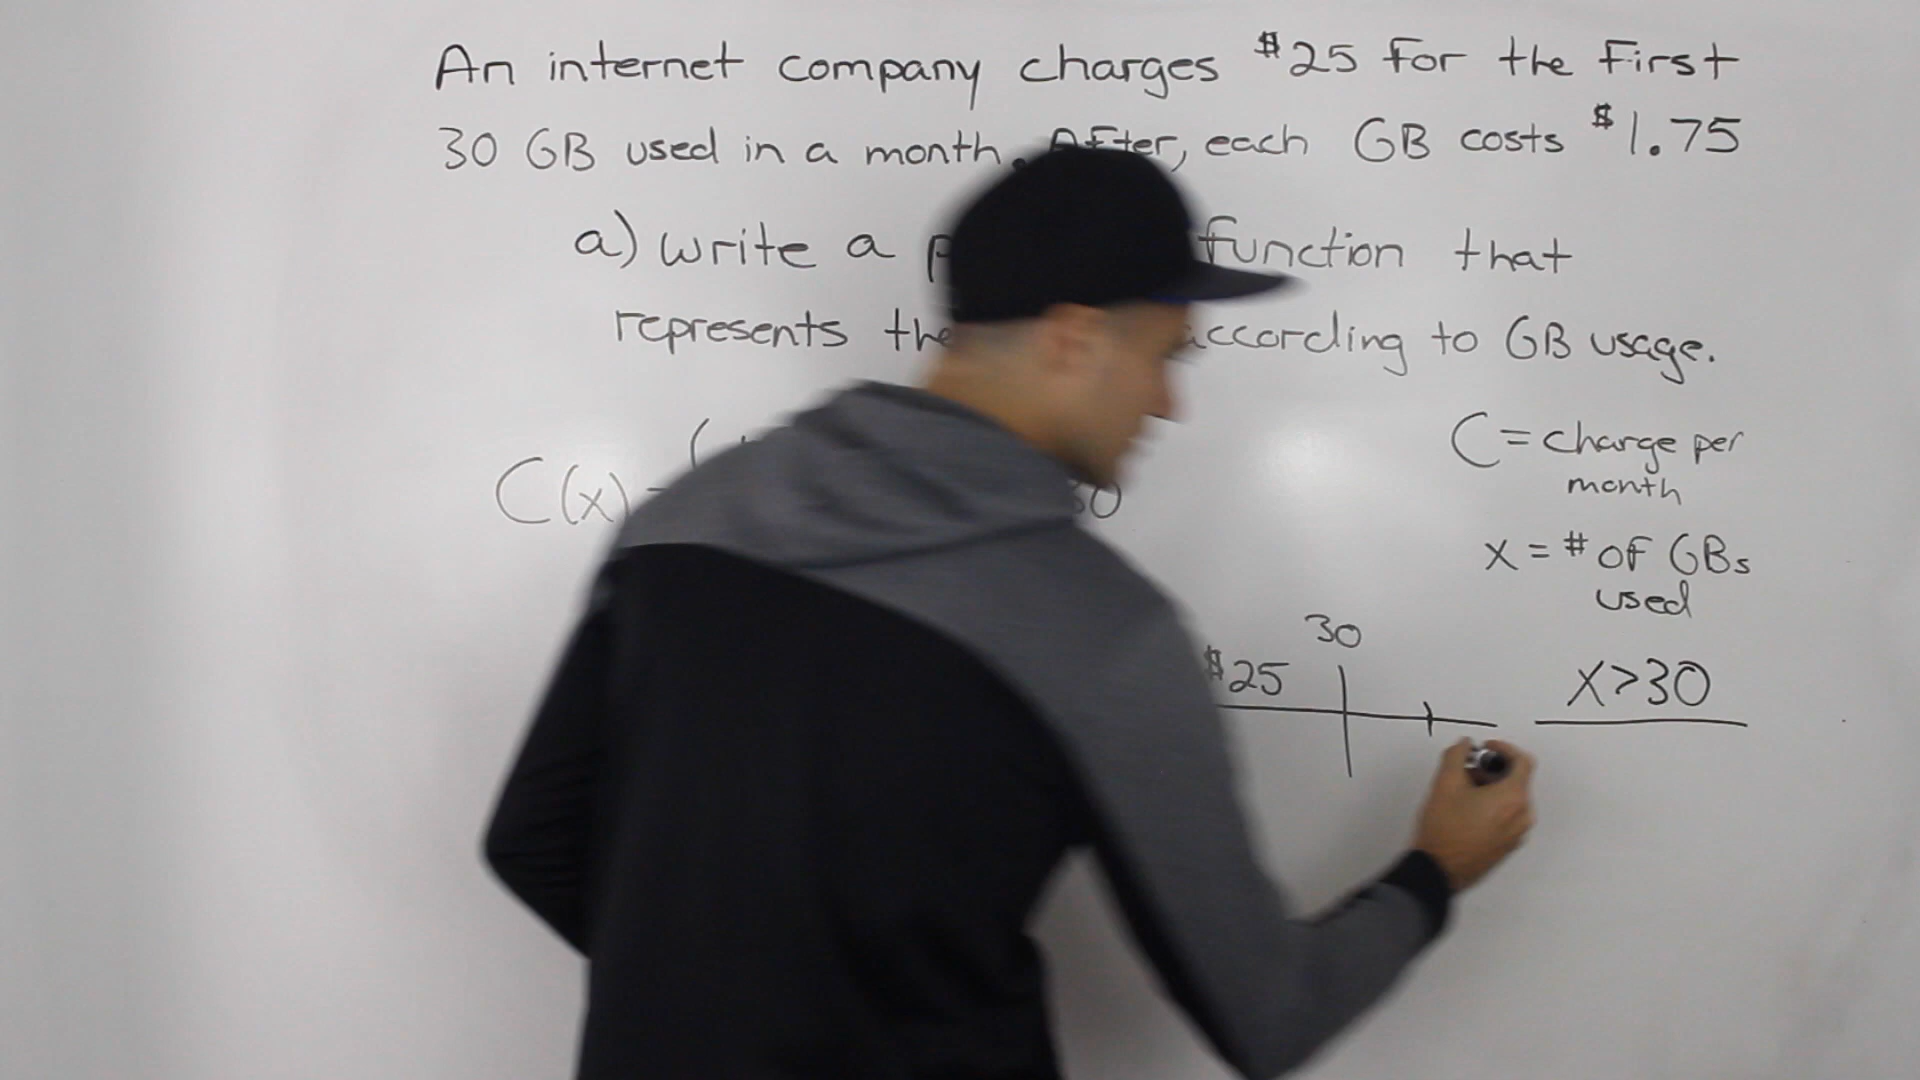 An internet company charges $25 for the first
30 GB used in a month. After, each GB costs $1.75
a) write a function that
represents the according to GB usage.
C(x)
C = charge per
month
x = # of GBs
used
30
$25
x>30